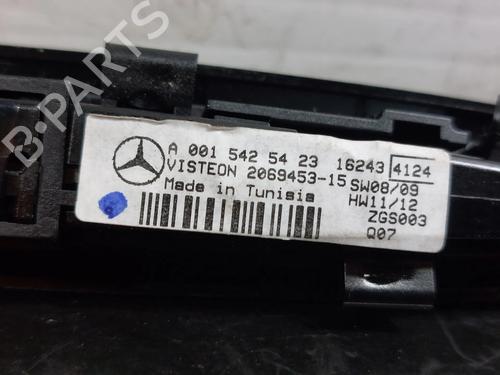 B-PARTS
A 001 542 54 23 16243 4124
VISTEON 2069453-15 SW08/09
Made in Tunisia HW11/12
ZGS003
Q07